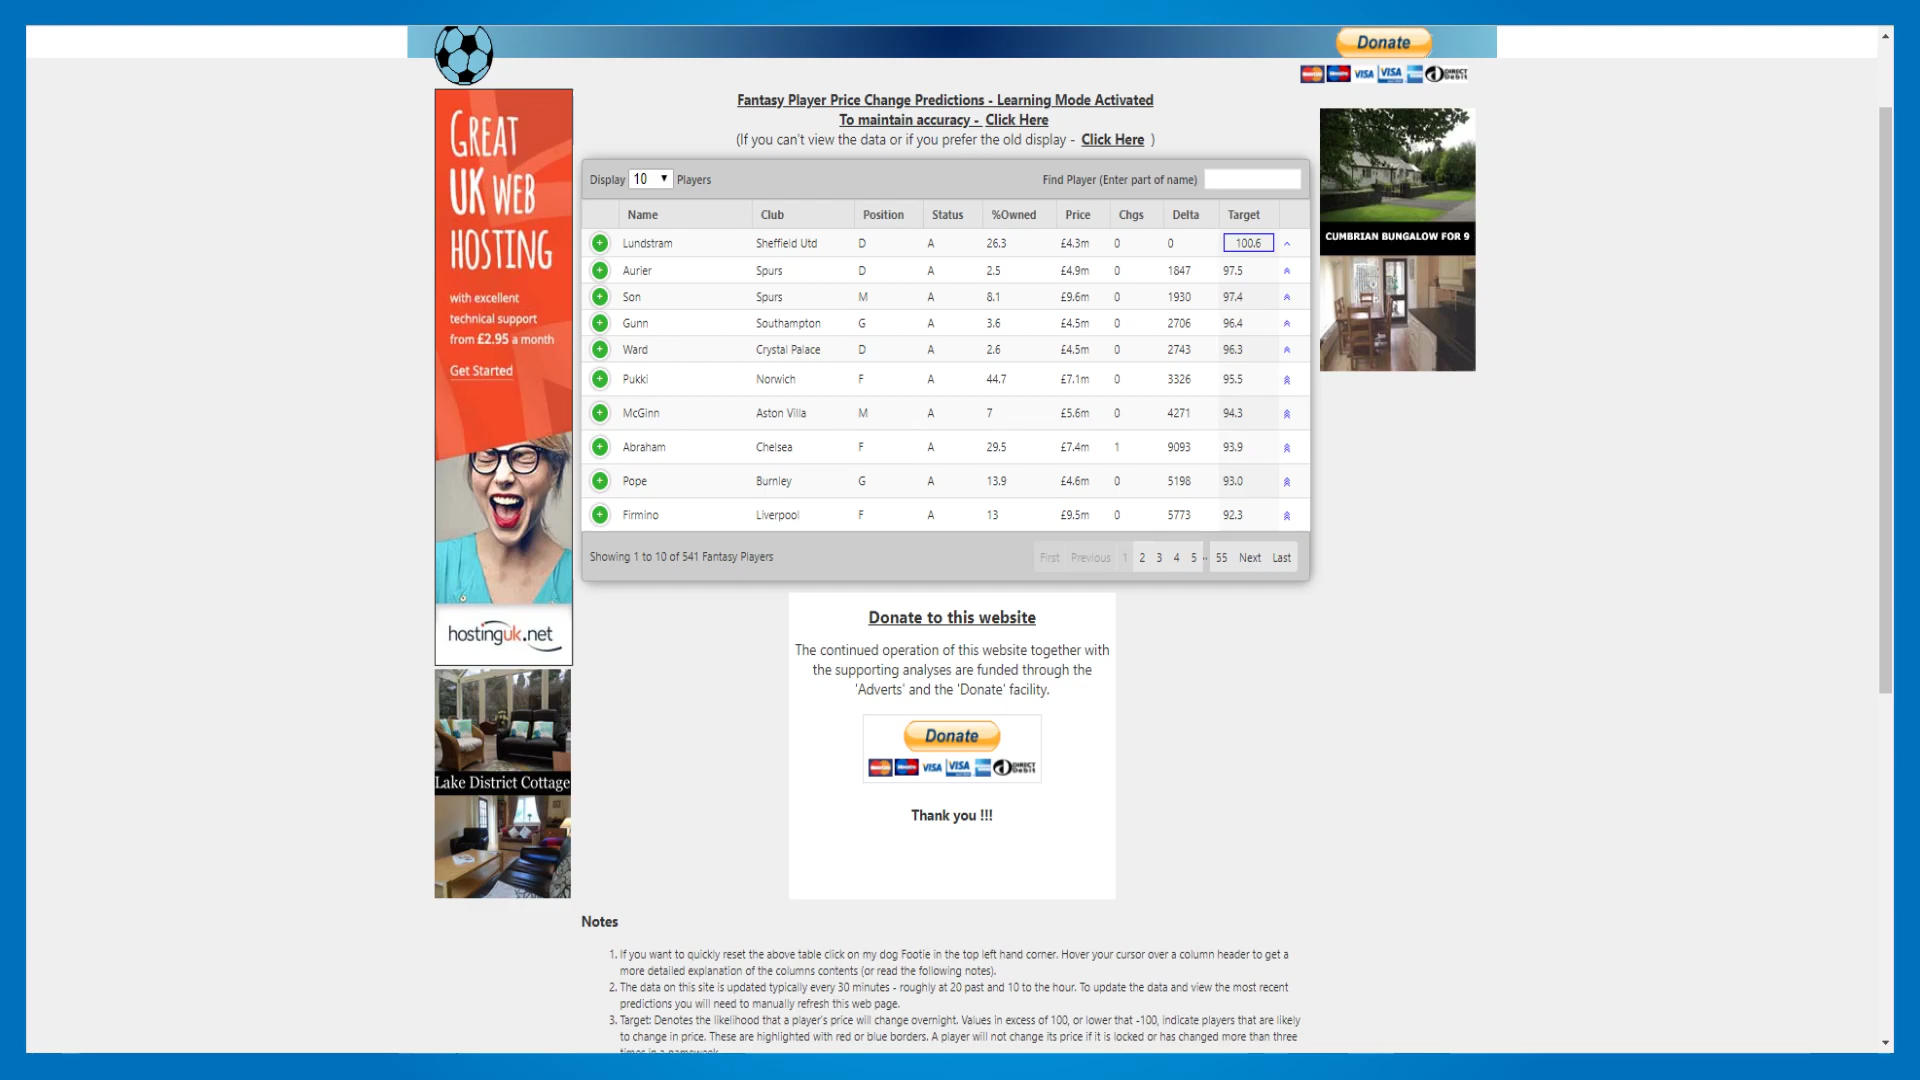 Donate
VISA VISA DIRECT Debit
Fantasy Player Price Change Predictions - Learning Mode Activated
To maintain accuracy - Click Here
(If you can't view the data or if you prefer the old display - Click Here )
GREAT
UK WEB
HOSTING
with excellent
technical support
from £2.95 a month
Get Started
hostinguk.net
Lake District Cottage
CUMBRIAN BUNGALOW FOR 9
Display 10 Players Find Player (Enter part of name)
Name Club Position Status %Owned Price Chgs Delta Target
Lundstram Sheffield Utd D A 26.3 £4.3m 0 0 100.6
Aurier Spurs D A 2.5 £4.9m 0 1847 97.5
Son Spurs M A 8.1 £9.6m 0 1930 97.4
Gunn Southampton G A 3.6 £4.5m 0 2706 96.4
Ward Crystal Palace D A 2.6 £4.5m 0 2743 96.3
Pukki Norwich F A 44.7 £7.1m 0 3326 95.5
McGinn Aston Villa M A 7 £5.6m 0 4271 94.3
Abraham Chelsea F A 29.5 £7.4m 1 9093 93.9
Pope Burnley G A 13.9 £4.6m 0 5198 93.0
Firmino Liverpool F A 13 £9.5m 0 5773 92.3
Showing 1 to 10 of 541 Fantasy Players First Previous 1 2 3 4 5 .. 55 Next Last
Donate to this website
The continued operation of this website together with
the supporting analyses are funded through the
'Adverts' and the 'Donate' facility.
Donate
VISA VISA DIRECT Debit
Thank you !!!
Notes
1. If you want to quickly reset the above table click on my dog Footie in the top left hand corner. Hover your cursor over a column header to get a
more detailed explanation of the columns contents (or read the following notes).
2. The data on this site is updated typically every 30 minutes - roughly at 20 past and 10 to the hour. To update the data and view the most recent
predictions you will need to manually refresh this web page.
3. Target: Denotes the likelihood that a player's price will change overnight. Values in excess of 100, or lower that -100, indicate players that are likely
to change in price. These are highlighted with red or blue borders. A player will not change its price if it is locked or has changed more than three
times in a gameweek